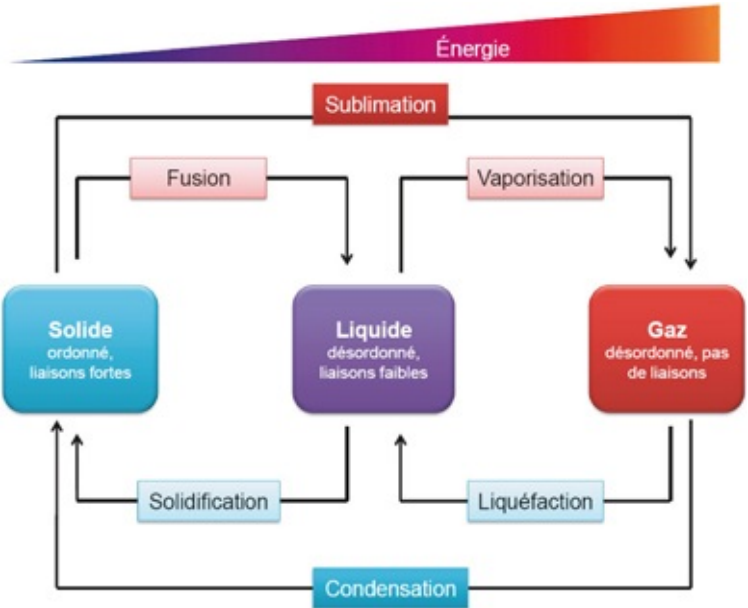 Énergie
Sublimation
Fusion
Vaporisation
Solide
ordonné,
liaisons fortes
Liquide
désordonné,
liaisons faibles
Gaz
désordonné, pas
de liaisons
Solidification
Liquéfaction
Condensation